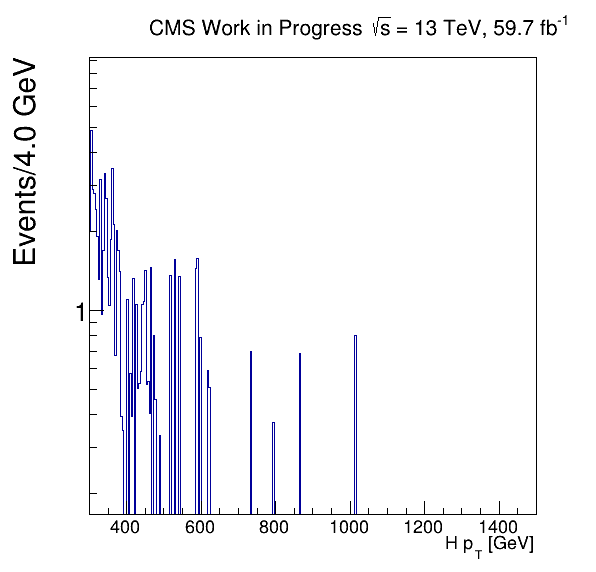 CMS Work in Progress √s = 13 TeV, 59.7 fb⁻¹
Events/4.0 GeV
1
400 600 800 1000 1200 1400
H p_T [GeV]